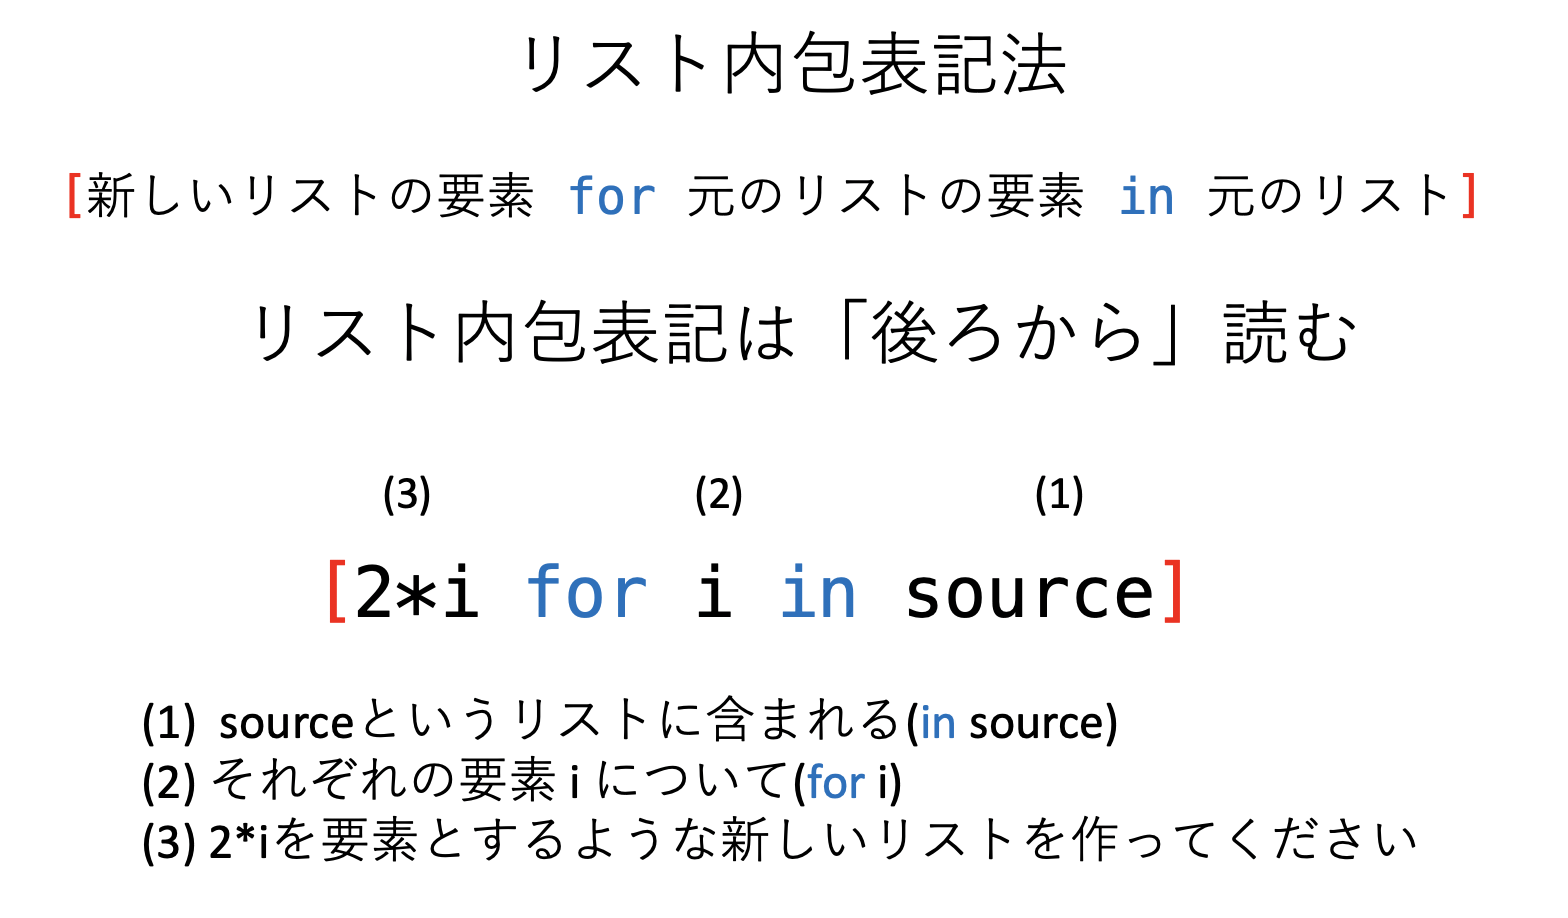 リスト内包表記法
[新しいリストの要素 for 元のリストの要素 in 元のリスト]
リスト内包表記は「後ろから」読む
(3) (2) (1)
[2*i for i in source]
(1) sourceというリストに含まれる(in source)
(2) それぞれの要素 i について(for i)
(3) 2*iを要素とするような新しいリストを作ってください